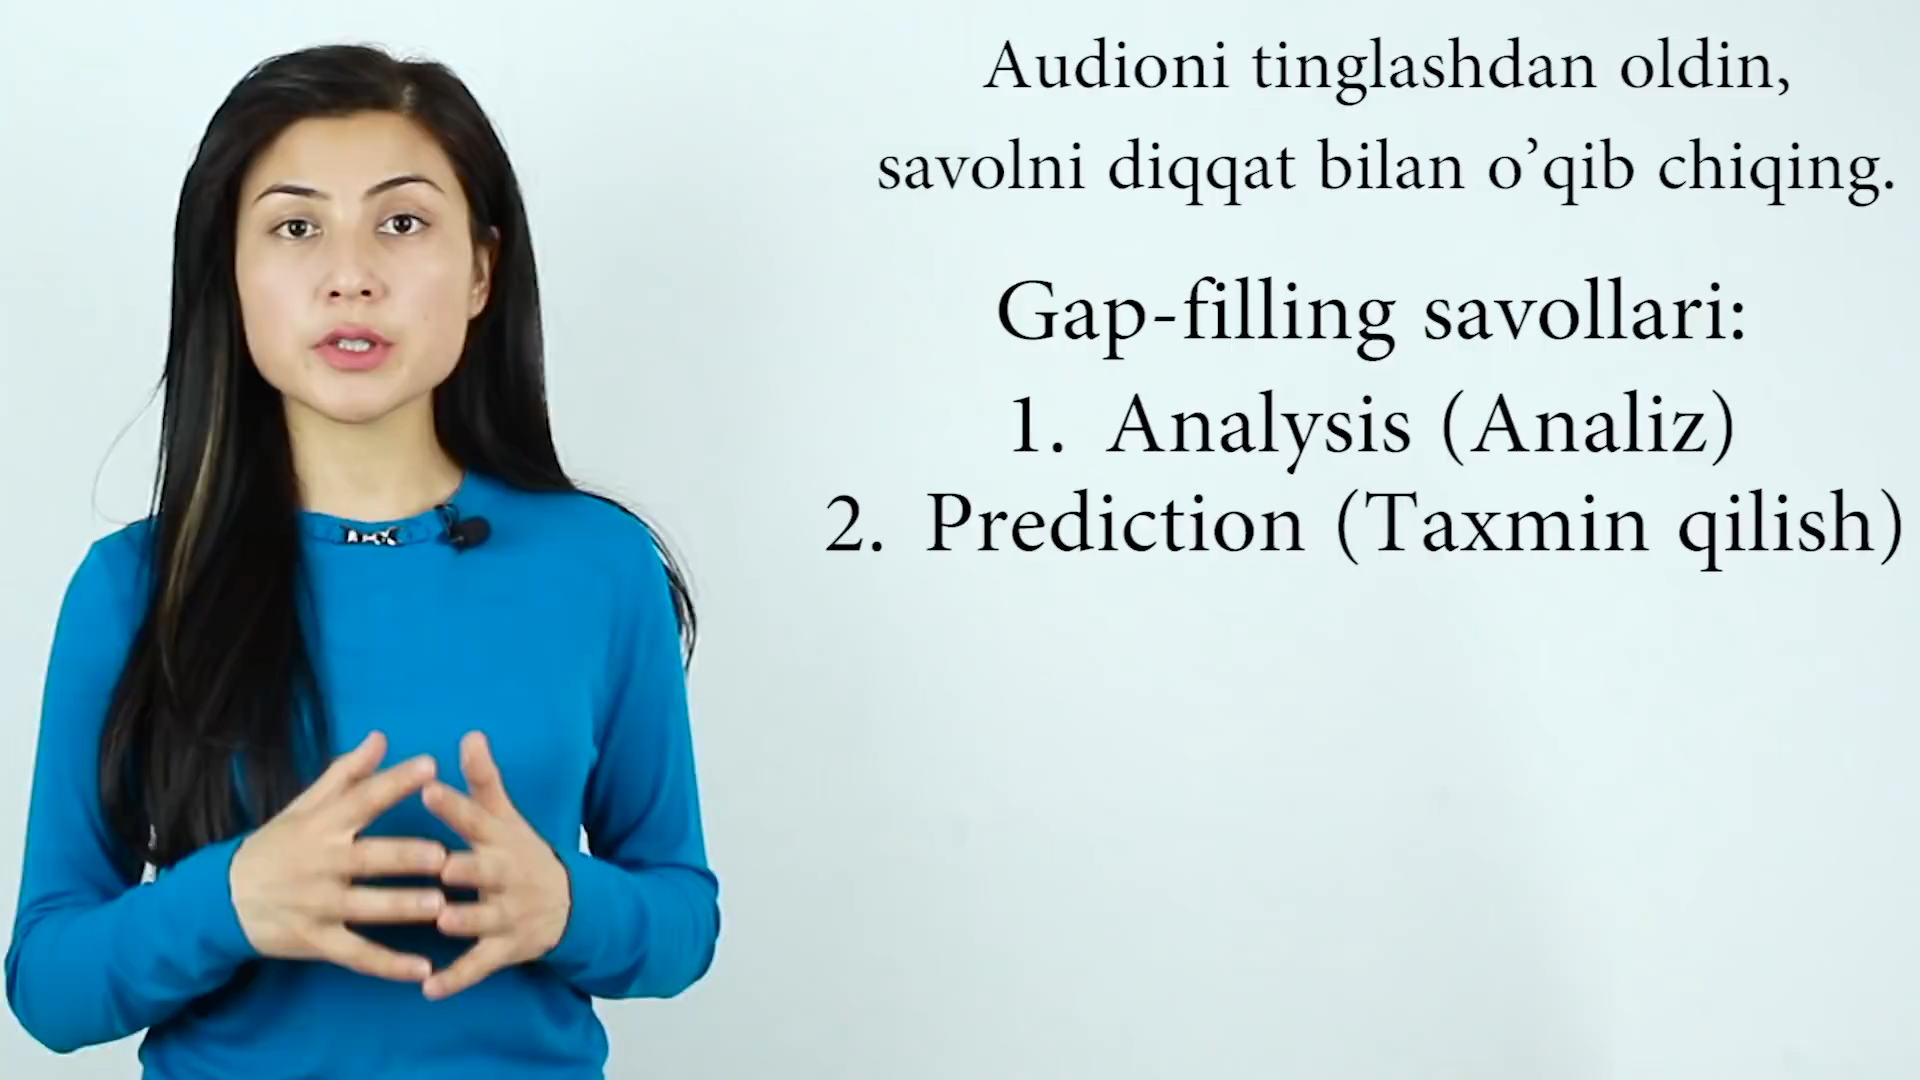 Audioni tinglashdan oldin,
savolni diqqat bilan o’qib chiqing.
Gap-filling savollari:
1. Analysis (Analiz)
2. Prediction (Taxmin qilish)